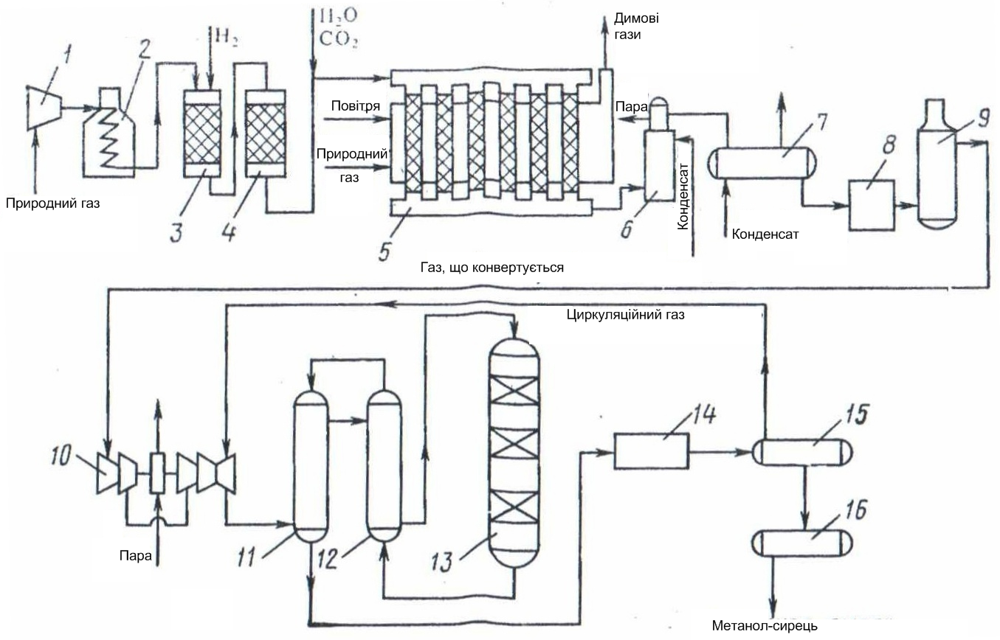 H₂O
CO₂
Димові
гази
H₂
1
2
Повітря
Пара
7
9
8
Природний
газ
Природний газ
3
4
5
6
Конденсат
Конденсат
Газ, що конвертується
Циркуляційний газ
10
14
15
16
11
12
13
Пара
Метанол-сирець